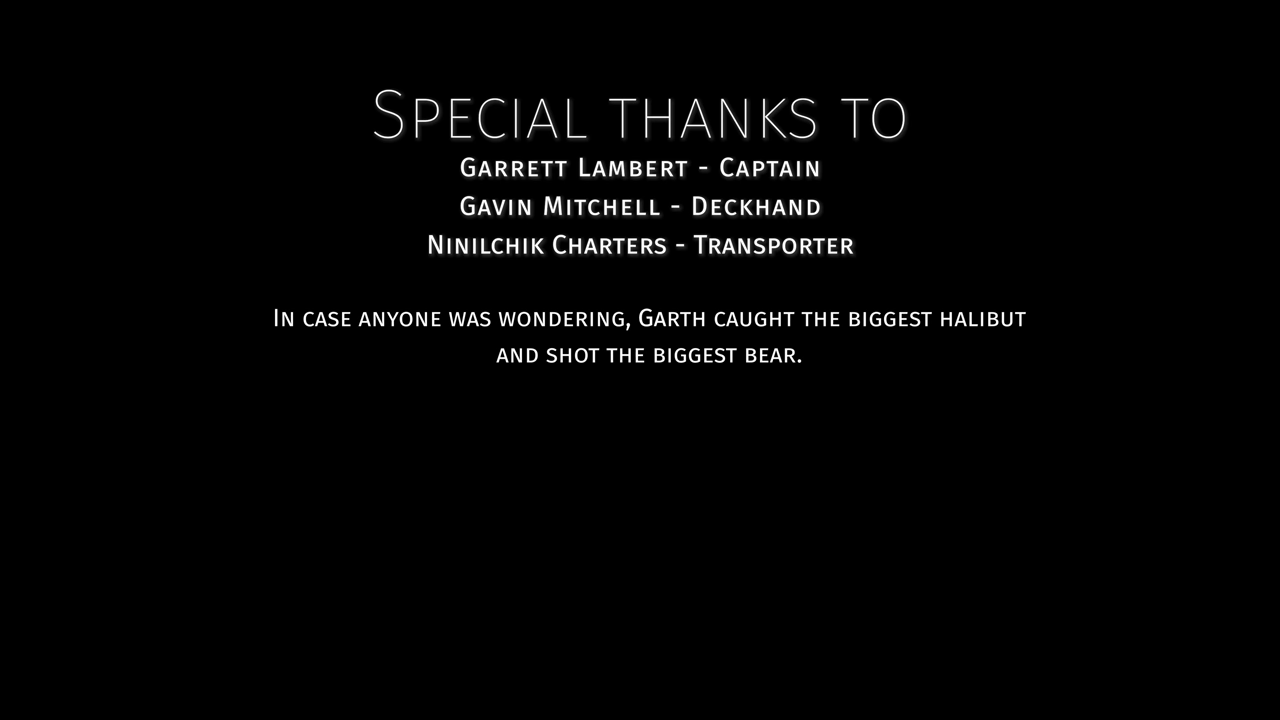 Special thanks to
Garrett Lambert - Captain
Gavin Mitchell - Deckhand
Ninilchik Charters - Transporter
In case anyone was wondering, Garth caught the biggest halibut
and shot the biggest bear.